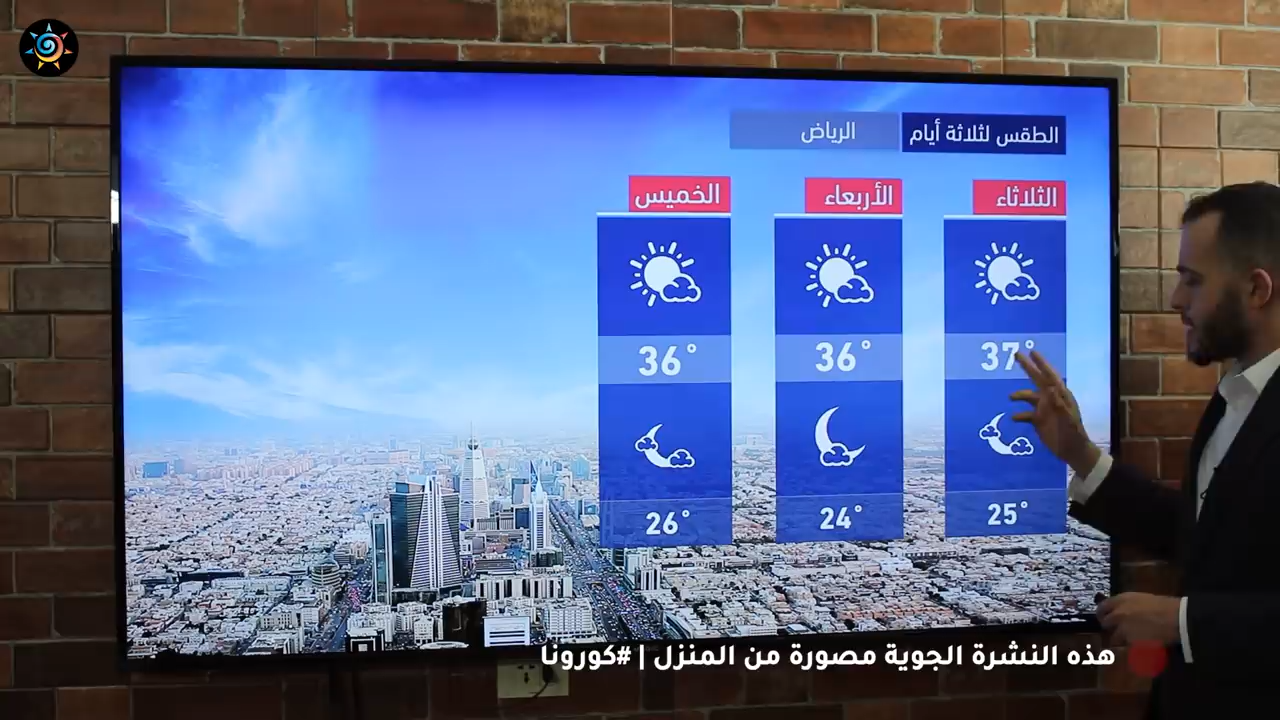 الطقس لثلاثة أيام
الرياض
الثلاثاء
الأربعاء
الخميس
37°
36°
36°
25°
24°
26°
هذه النشرة الجوية مصورة من المنزل | #كورونا